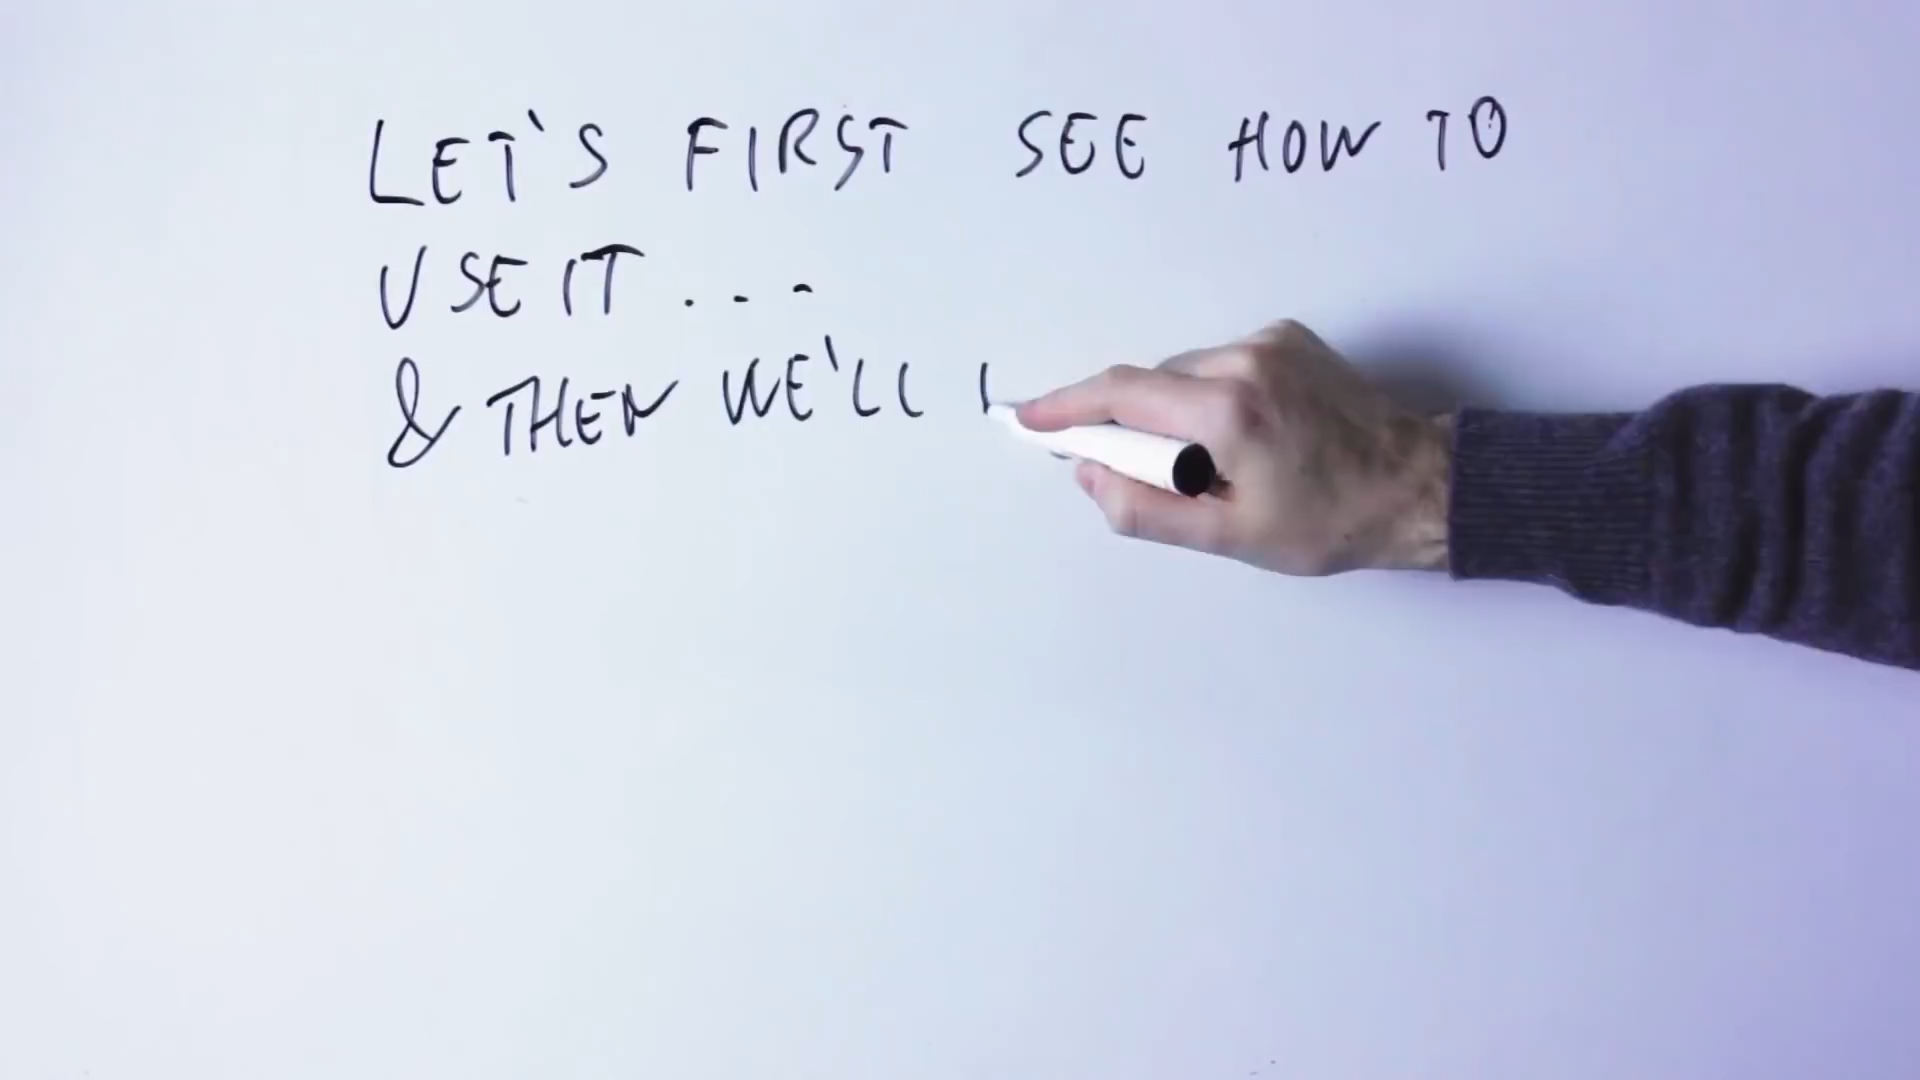 LET'S FIRST SEE HOW TO
USE IT...
& THEN WE'LL